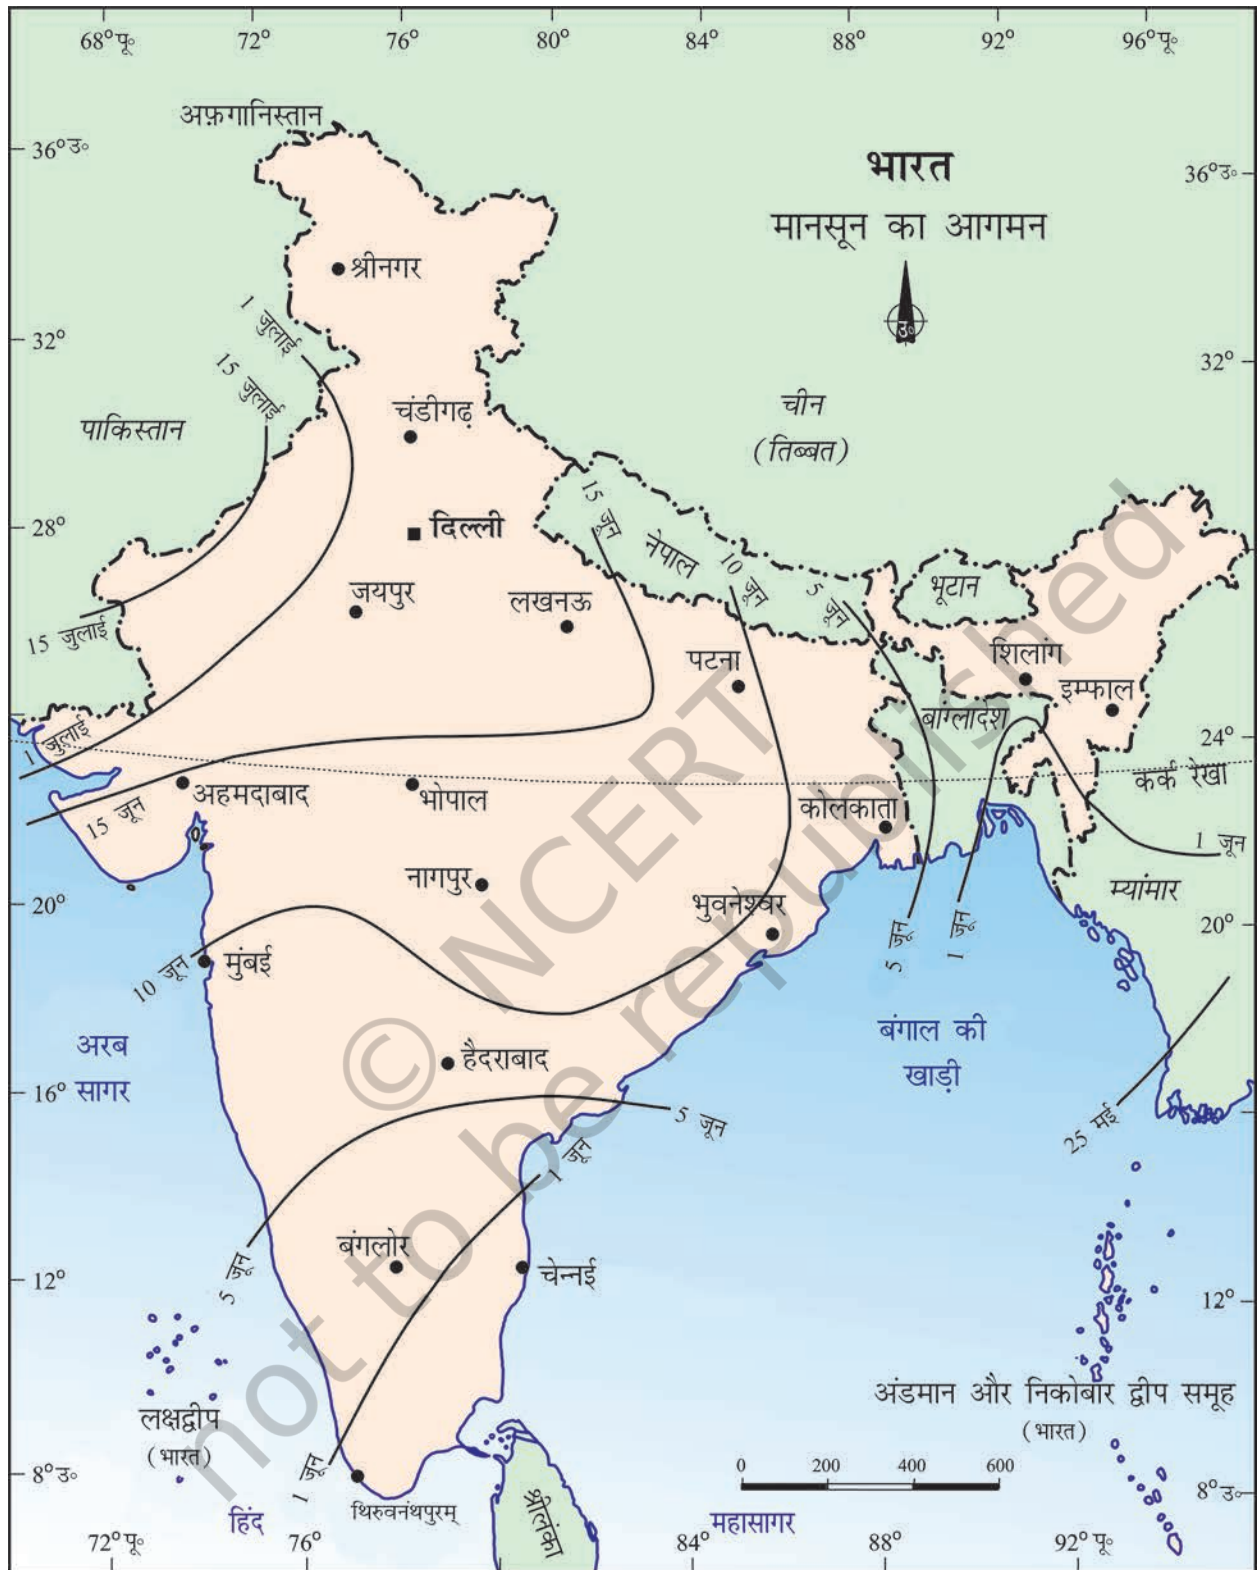 68°पू॰ 72° 76° 80° 84° 88° 92° 96°पू॰
अफ़गानिस्तान
36°उ॰
भारत
36°उ॰
मानसून का आगमन
श्रीनगर
उ॰
1 जुलाई
32°
32°
15 जुलाई
चीन
(तिब्बत)
पाकिस्तान
चंडीगढ़
15 जून
28°
दिल्ली
नेपाल
10 जून
5 जून
भूटान
जयपुर
लखनऊ
15 जुलाई
पटना
शिलांग
इम्फाल
बांग्लादश
1 जुलाई
24°
कर्क रेखा
15 जून
अहमदाबाद
भोपाल
कोलकाता
1 जून
नागपुर
म्यांमार
20°
भुवनेश्वर
20°
5 जून
1 जून
10 जून
मुंबई
अरब
सागर
बंगाल की
खाड़ी
हैदराबाद
16°
25 मई
5 जून
1 जून
बंगलोर
चेन्नई
5 जून
12°
12°
अंडमान और निकोबार द्वीप समूह
(भारत)
लक्षद्वीप
(भारत)
0 200 400 600
8°उ॰
8°उ॰
1 जून
थिरुवनंथपुरम्
श्रीलंका
हिंद
महासागर
72°पू॰ 76° 84° 88° 92°पू॰
© NCERT
not to be republished